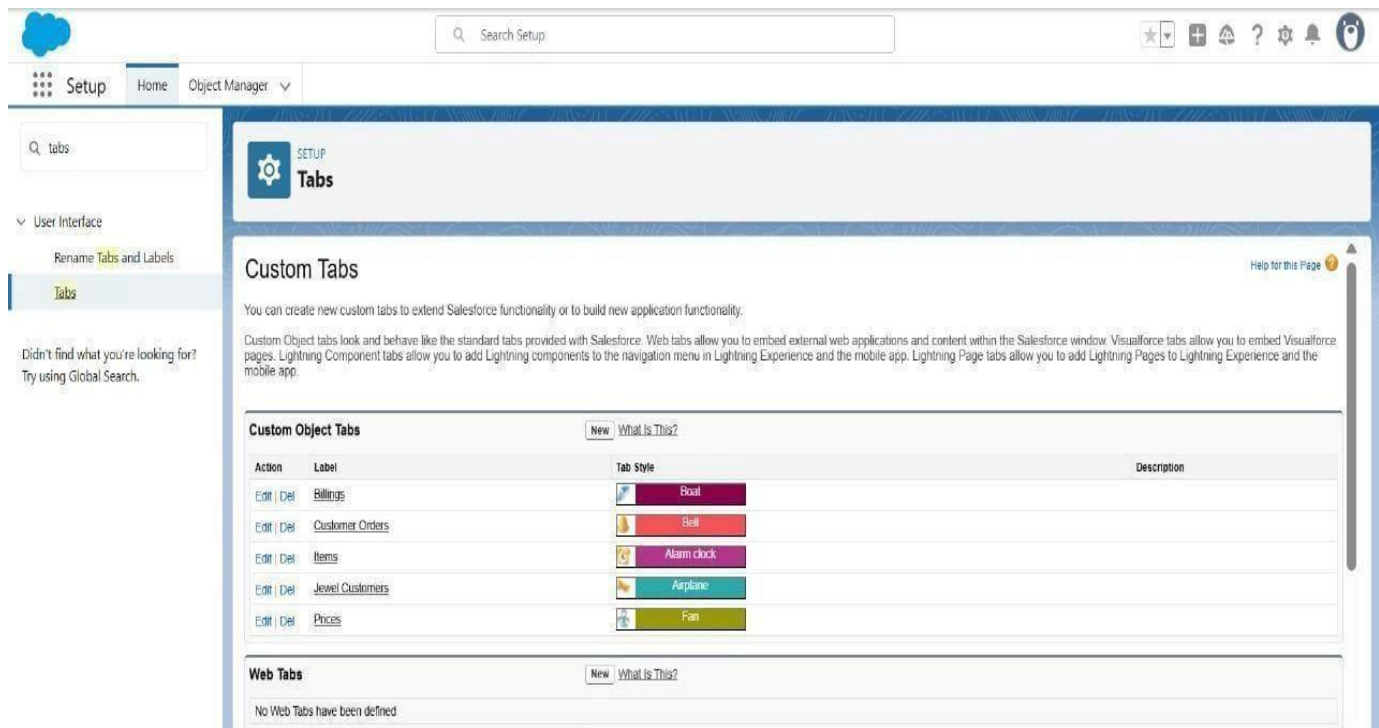 Search Setup
Setup Home Object Manager
tabs
User Interface
Rename Tabs and Labels
Tabs
Didn't find what you're looking for?
Try using Global Search.
SETUP
Tabs
Custom Tabs
Help for this Page
You can create new custom tabs to extend Salesforce functionality or to build new application functionality.
Custom Object tabs look and behave like the standard tabs provided with Salesforce. Web tabs allow you to embed external web applications and content within the Salesforce window. Visualforce tabs allow you to embed Visualforce
pages. Lightning Component tabs allow you to add Lightning components to the navigation menu in Lightning Experience and the mobile app. Lightning Page tabs allow you to add Lightning Pages to Lightning Experience and the
mobile app.
Custom Object Tabs New What Is This?
Action Label Tab Style Description
Edit | Del Billings Boat
Edit | Del Customer Orders Bell
Edit | Del Items Alarm clock
Edit | Del Jewel Customers Airplane
Edit | Del Prices Fan
Web Tabs New What Is This?
No Web Tabs have been defined